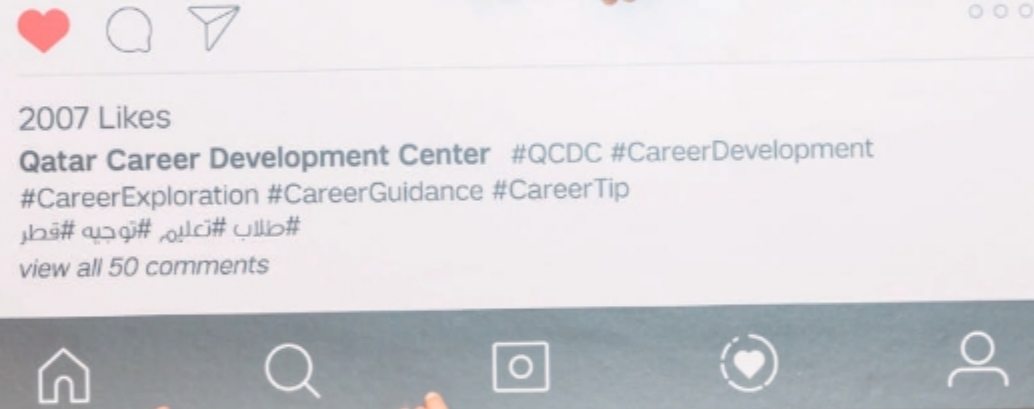 2007 Likes
Qatar Career Development Center #QCDC #CareerDevelopment
#CareerExploration #CareerGuidance #CareerTip
#طلاب #تعليم #توجيه #قطر
view all 50 comments